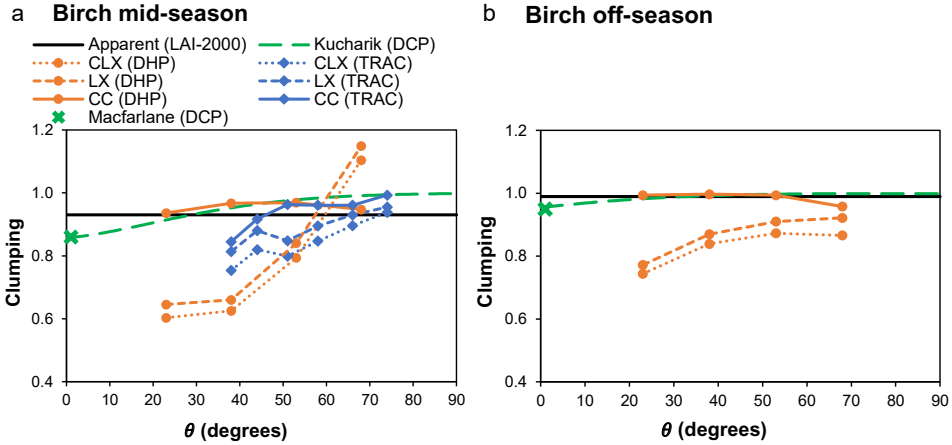 a Birch mid-season
Apparent (LAI-2000) Kucharik (DCP)
CLX (DHP) CLX (TRAC)
LX (DHP) LX (TRAC)
CC (DHP) CC (TRAC)
Macfarlane (DCP)
1.2
1.0
0.8
0.6
0.4
Clumping
0 10 20 30 40 50 60 70 80 90
θ (degrees)
b Birch off-season
1.2
1.0
0.8
0.6
0.4
Clumping
0 10 20 30 40 50 60 70 80 90
θ (degrees)